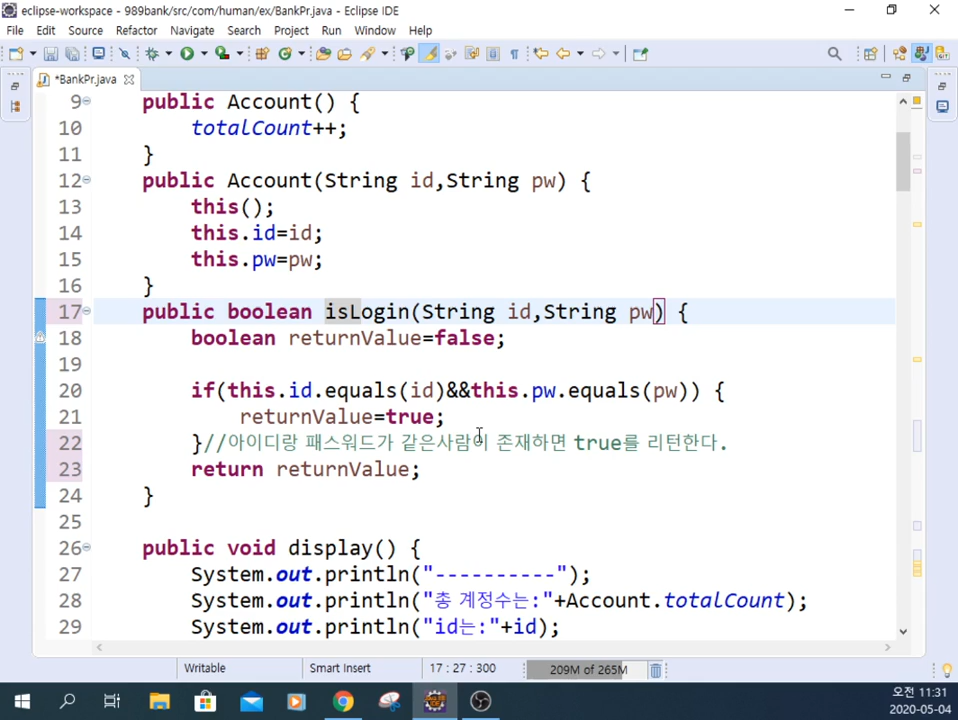 eclipse-workspace - 989bank/src/com/human/ex/BankPr.java - Eclipse IDE
File Edit Source Refactor Navigate Search Project Run Window Help
*BankPr.java
9 public Account() {
10 totalCount++;
11 }
12 public Account(String id,String pw) {
13 this();
14 this.id=id;
15 this.pw=pw;
16 }
17 public boolean isLogin(String id,String pw) {
18 boolean returnValue=false;
19
20 if(this.id.equals(id)&&this.pw.equals(pw)) {
21 returnValue=true;
22 }//아이디랑 패스워드가 같은사람이 존재하면 true를 리턴한다.
23 return returnValue;
24 }
25
26 public void display() {
27 System.out.println("----------");
28 System.out.println("총 계정수는:"+Account.totalCount);
29 System.out.println("id는:"+id);
Writable Smart Insert 17 : 27 : 300 209M of 265M
오전 11:31
2020-05-04